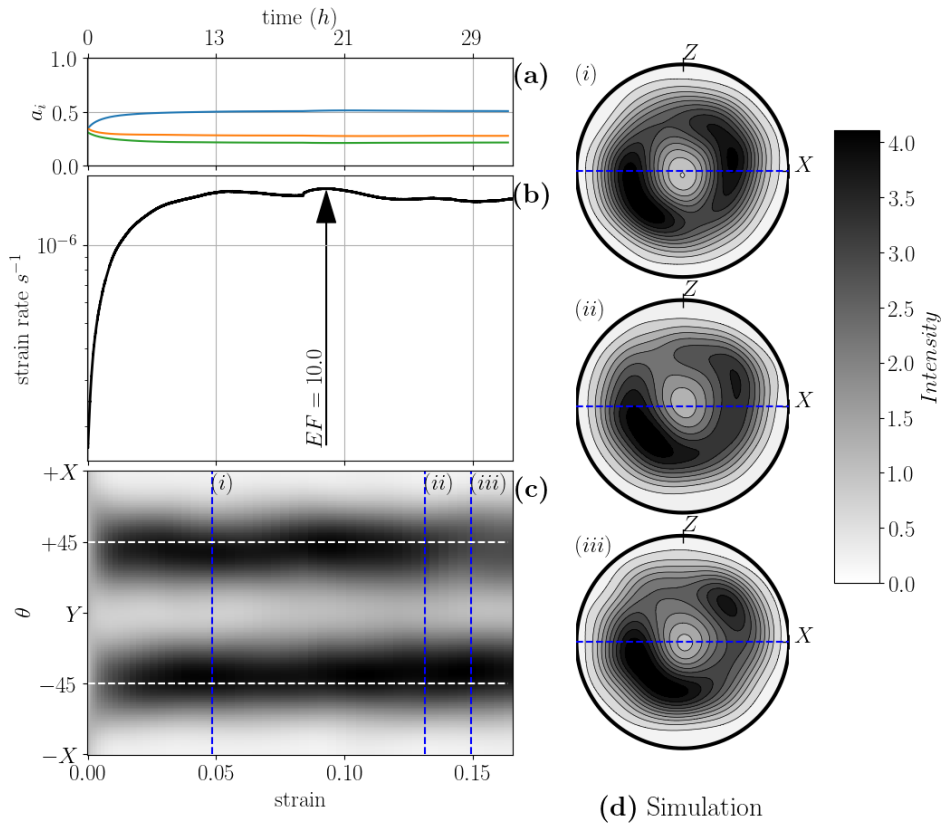 time (h)
0 13 21 29
1.0
0.5
0.0
a_i
(a)
10^{-6}
strain rate s^{-1}
EF = 10.0
(b)
+X
+45
Y
−45
−X
θ
(i) (ii) (iii)
(c)
0.00 0.05 0.10 0.15
strain
(i)
Z
X
(ii)
Z
X
(iii)
Z
X
4.0
3.5
3.0
2.5
2.0
1.5
1.0
0.5
0.0
Intensity
(d) Simulation